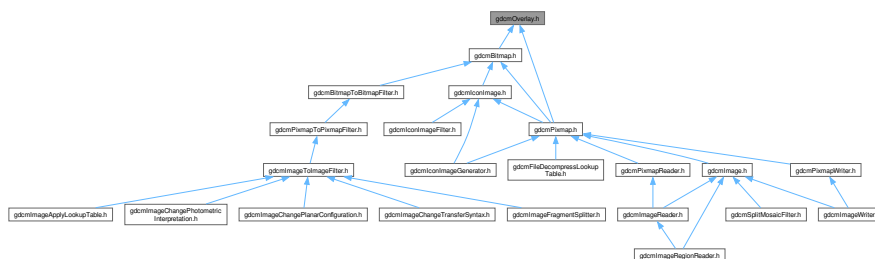 gdcmOverlay.h
gdcmBitmap.h
gdcmBitmapToBitmapFilter.h
gdcmIconImage.h
gdcmPixmapToPixmapFilter.h
gdcmIconImageFilter.h
gdcmPixmap.h
gdcmImageToImageFilter.h
gdcmIconImageGenerator.h
gdcmFileDecompressLookup
Table.h
gdcmPixmapReader.h
gdcmImage.h
gdcmPixmapWriter.h
gdcmImageApplyLookupTable.h
gdcmImageChangePhotometric
Interpretation.h
gdcmImageChangePlanarConfiguration.h
gdcmImageChangeTransferSyntax.h
gdcmImageFragmentSplitter.h
gdcmImageReader.h
gdcmSplitMosaicFilter.h
gdcmImageWriter
gdcmImageRegionReader.h